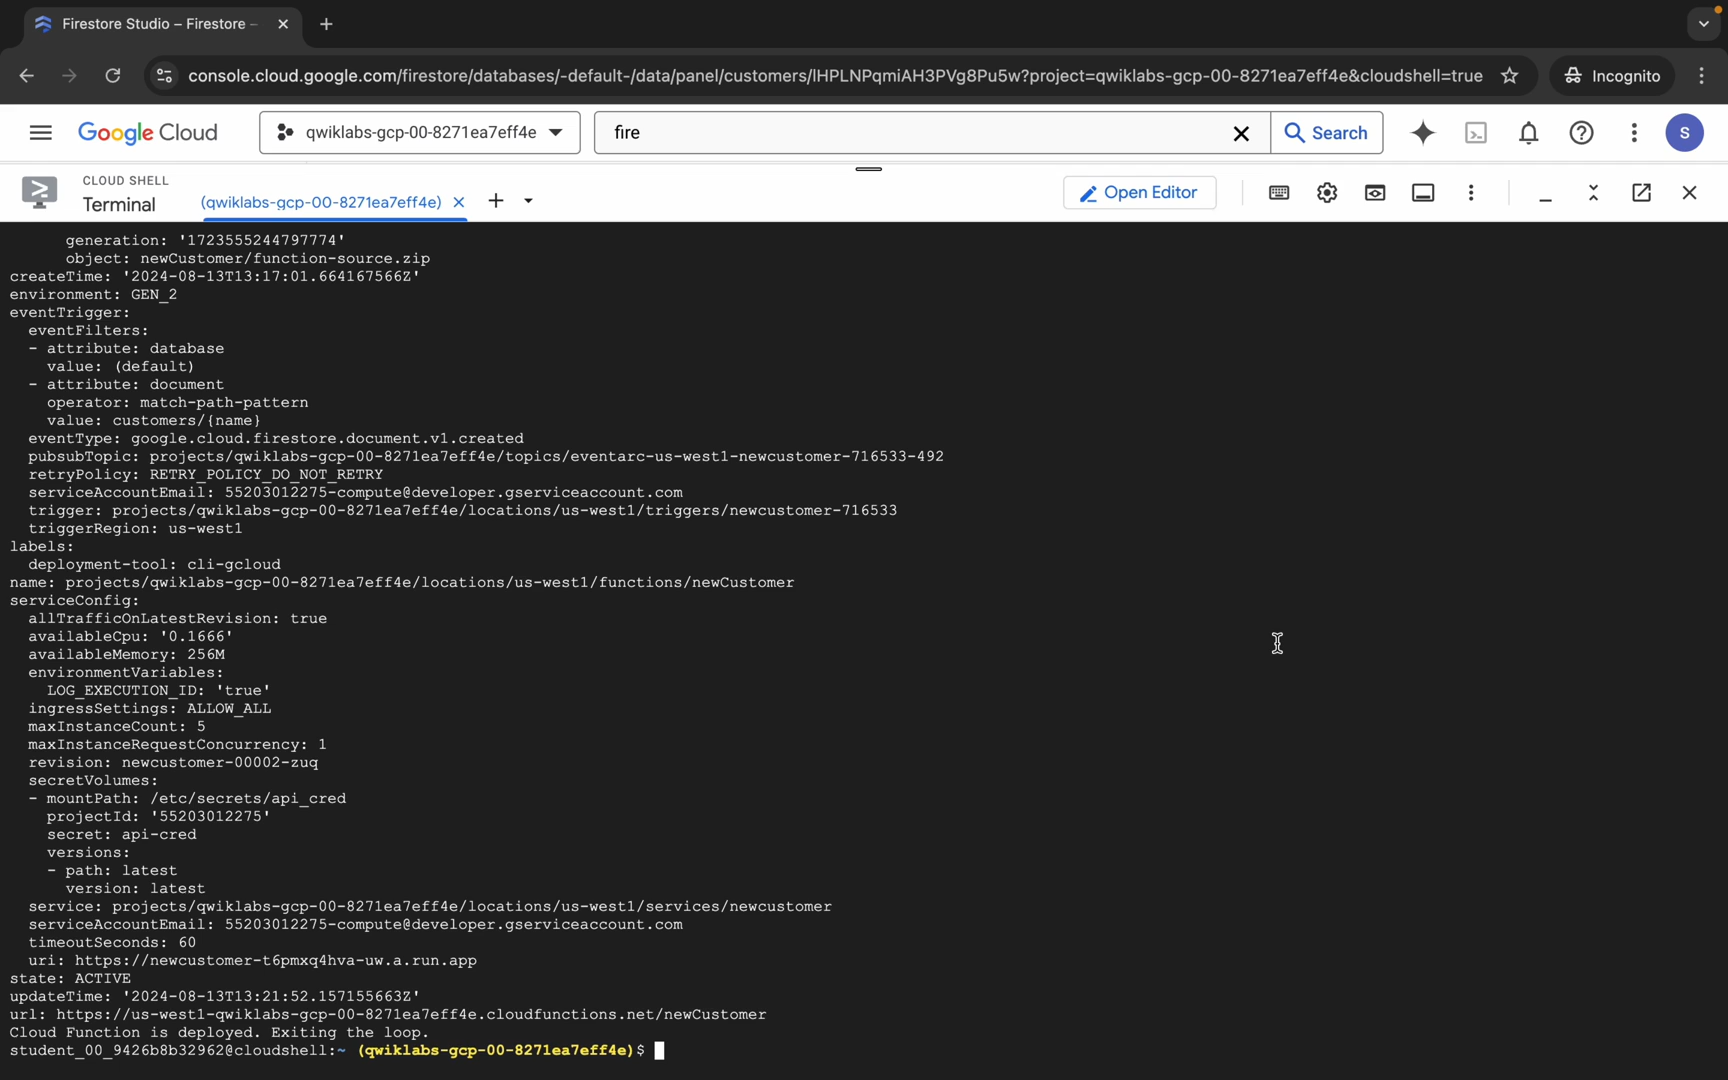 Firestore Studio – Firestore –
console.cloud.google.com/firestore/databases/-default-/data/panel/customers/lHPLNPqmiAH3PVg8Pu5w?project=qwiklabs-gcp-00-8271ea7eff4e&cloudshell=true
Incognito
Google Cloud
qwiklabs-gcp-00-8271ea7eff4e
fire
Search
S
CLOUD SHELL
Terminal
(qwiklabs-gcp-00-8271ea7eff4e)
Open Editor
generation: '1723555244797774'
object: newCustomer/function-source.zip
createTime: '2024-08-13T13:17:01.664167566Z'
environment: GEN_2
eventTrigger:
eventFilters:
- attribute: database
value: (default)
- attribute: document
operator: match-path-pattern
value: customers/{name}
eventType: google.cloud.firestore.document.v1.created
pubsubTopic: projects/qwiklabs-gcp-00-8271ea7eff4e/topics/eventarc-us-west1-newcustomer-716533-492
retryPolicy: RETRY_POLICY_DO_NOT_RETRY
serviceAccountEmail: 55203012275-compute@developer.gserviceaccount.com
trigger: projects/qwiklabs-gcp-00-8271ea7eff4e/locations/us-west1/triggers/newcustomer-716533
triggerRegion: us-west1
labels:
deployment-tool: cli-gcloud
name: projects/qwiklabs-gcp-00-8271ea7eff4e/locations/us-west1/functions/newCustomer
serviceConfig:
allTrafficOnLatestRevision: true
availableCpu: '0.1666'
availableMemory: 256M
environmentVariables:
LOG_EXECUTION_ID: 'true'
ingressSettings: ALLOW_ALL
maxInstanceCount: 5
maxInstanceRequestConcurrency: 1
revision: newcustomer-00002-zuq
secretVolumes:
- mountPath: /etc/secrets/api_cred
projectId: '55203012275'
secret: api-cred
versions:
- path: latest
version: latest
service: projects/qwiklabs-gcp-00-8271ea7eff4e/locations/us-west1/services/newcustomer
serviceAccountEmail: 55203012275-compute@developer.gserviceaccount.com
timeoutSeconds: 60
uri: https://newcustomer-t6pmxq4hva-uw.a.run.app
state: ACTIVE
updateTime: '2024-08-13T13:21:52.157155663Z'
url: https://us-west1-qwiklabs-gcp-00-8271ea7eff4e.cloudfunctions.net/newCustomer
Cloud Function is deployed. Exiting the loop.
student_00_9426b8b32962@cloudshell:~ (qwiklabs-gcp-00-8271ea7eff4e)$